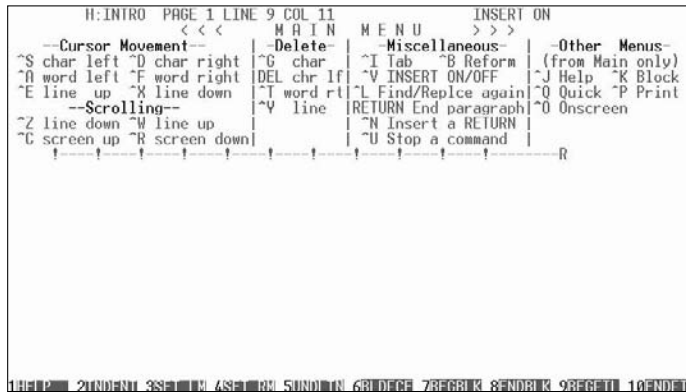 H:INTRO PAGE 1 LINE 9 COL 11 INSERT ON
< < < M A I N M E N U > > >
--Cursor Movement-- | -Delete- | -Miscellaneous- | -Other Menus-
^S char left ^D char right |^G char | ^I Tab ^B Reform | (from Main only)
^A word left ^F word right |DEL chr lf| ^V INSERT ON/OFF |^J Help ^K Block
^E line up ^X line down |^T word rt|^L Find/Replce again|^Q Quick ^P Print
--Scrolling-- |^Y line |RETURN End paragraph|^O Onscreen
^Z line down ^W line up | | ^N Insert a RETURN |
^C screen up ^R screen down| | ^U Stop a command |
!----!----!----!----!----!----!----!----!----!----!--------R
1HELP 2INDENT 3SET LM 4SET RM 5UNDLIN 6BLDFCE 7BEGBLK 8ENDBLK 9BEGFIL 10ENDFI